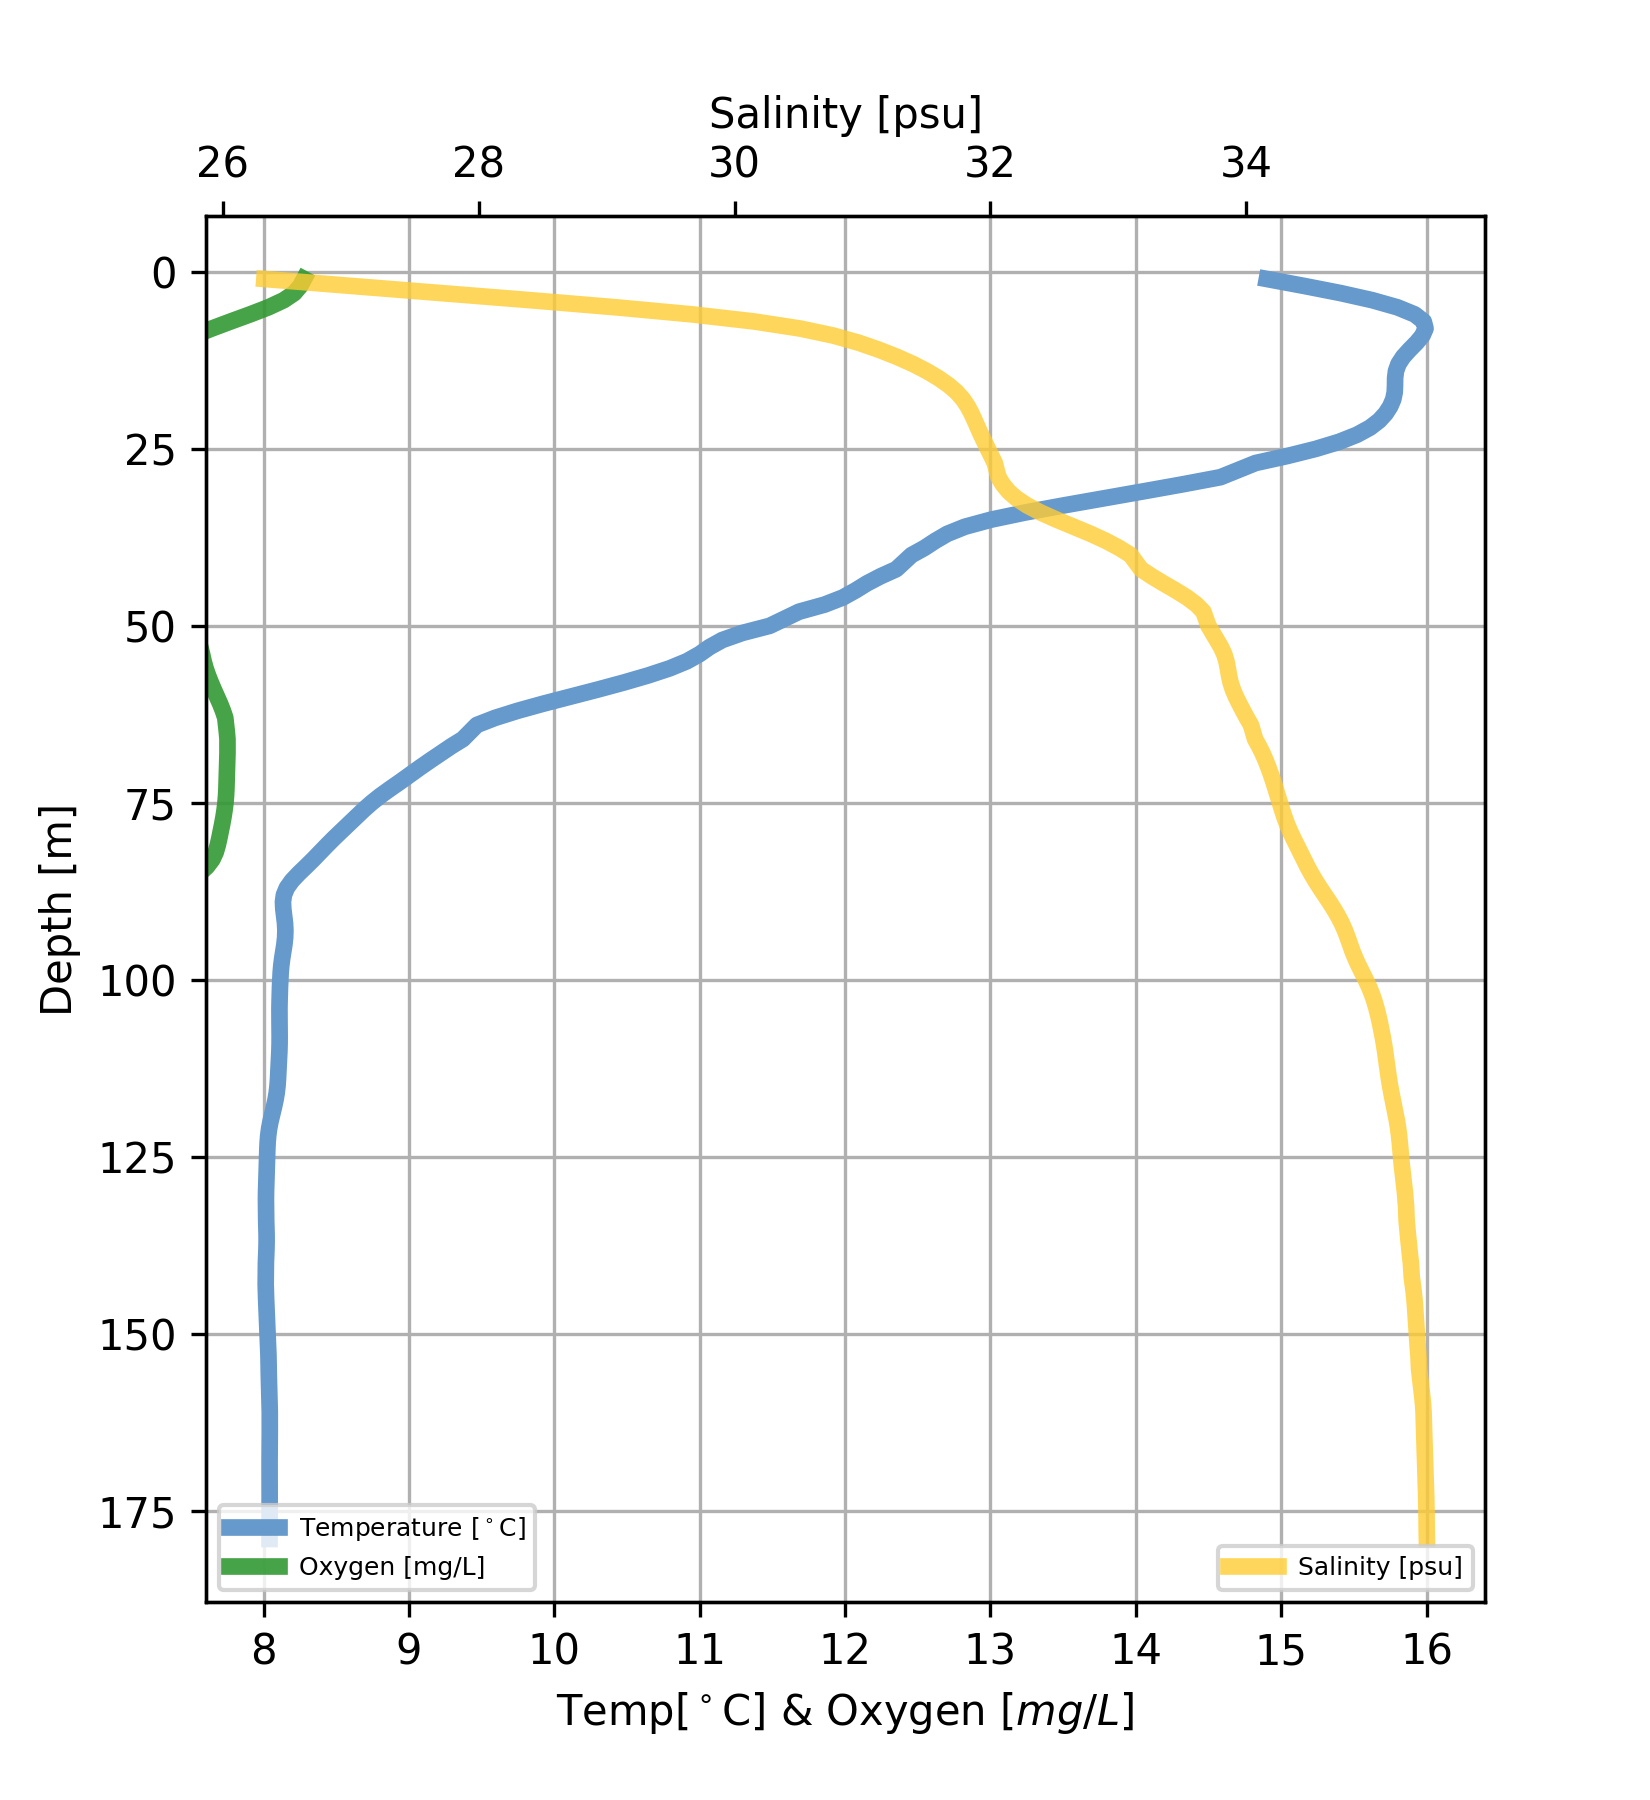 Salinity [psu]
26 28 30 32 34
0
25
50
75
100
125
150
175
Depth [m]
Temperature [°C]
Oxygen [mg/L]
Salinity [psu]
8 9 10 11 12 13 14 15 16
Temp[°C] & Oxygen [mg/L]